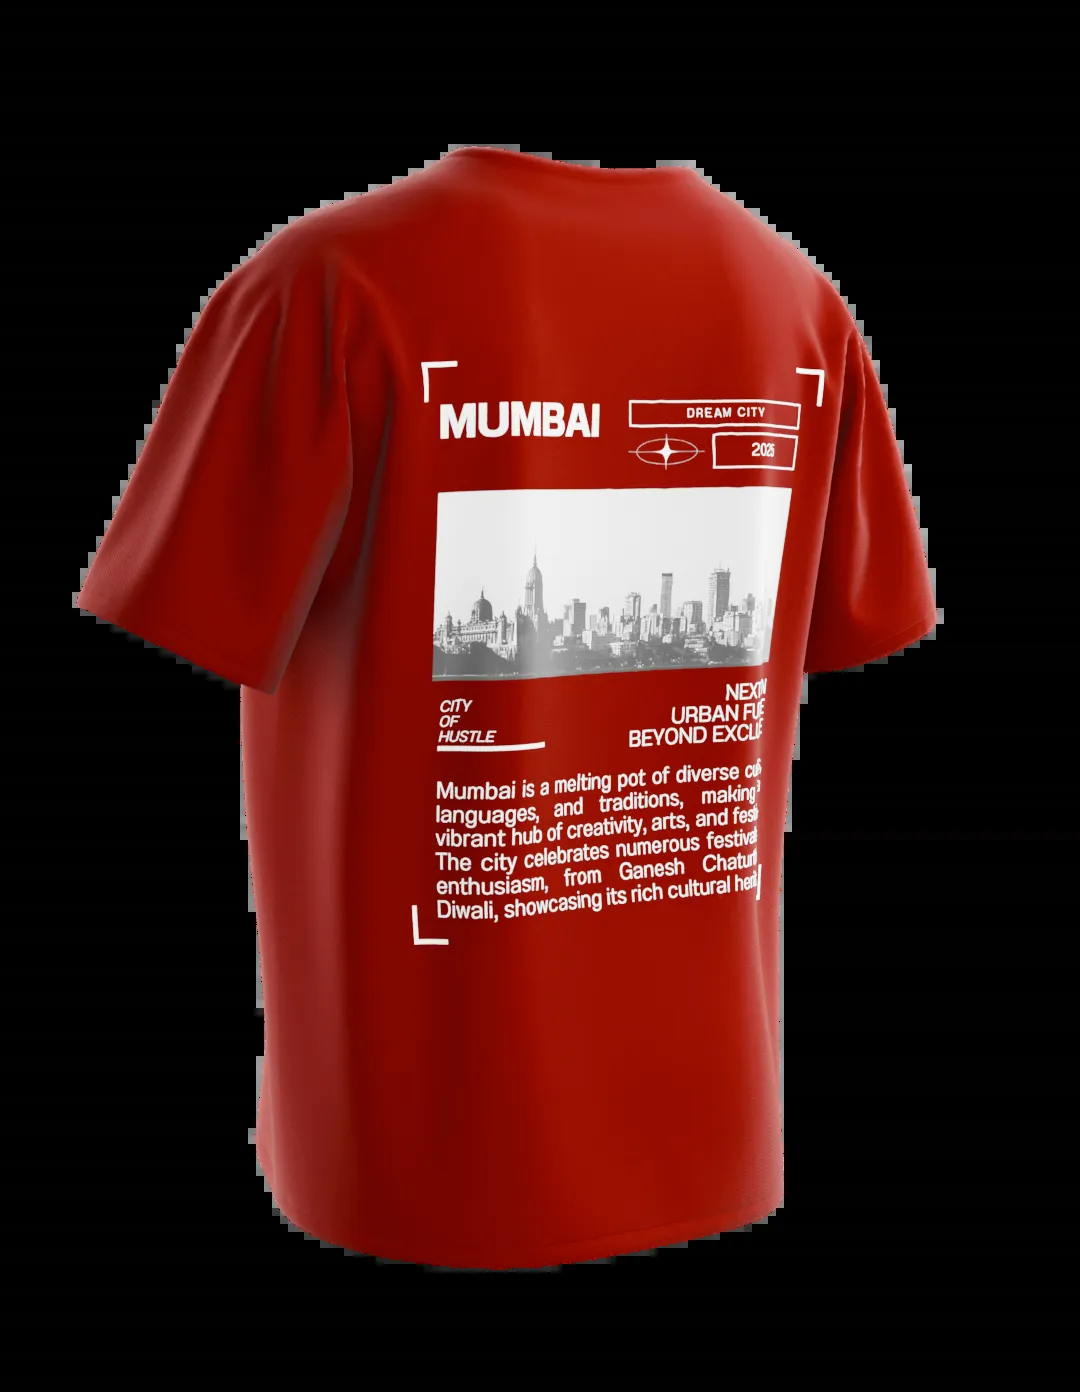 MUMBAI
DREAM CITY
2025
CITY
OF
HUSTLE
URBAN
BEYOND
Mumbai is a melting pot of diverse
languages, and traditions, making
vibrant hub of creativity, arts, and
The city celebrates numerous
enthusiasm, from Ganesh
Diwali, showcasing its rich cultural